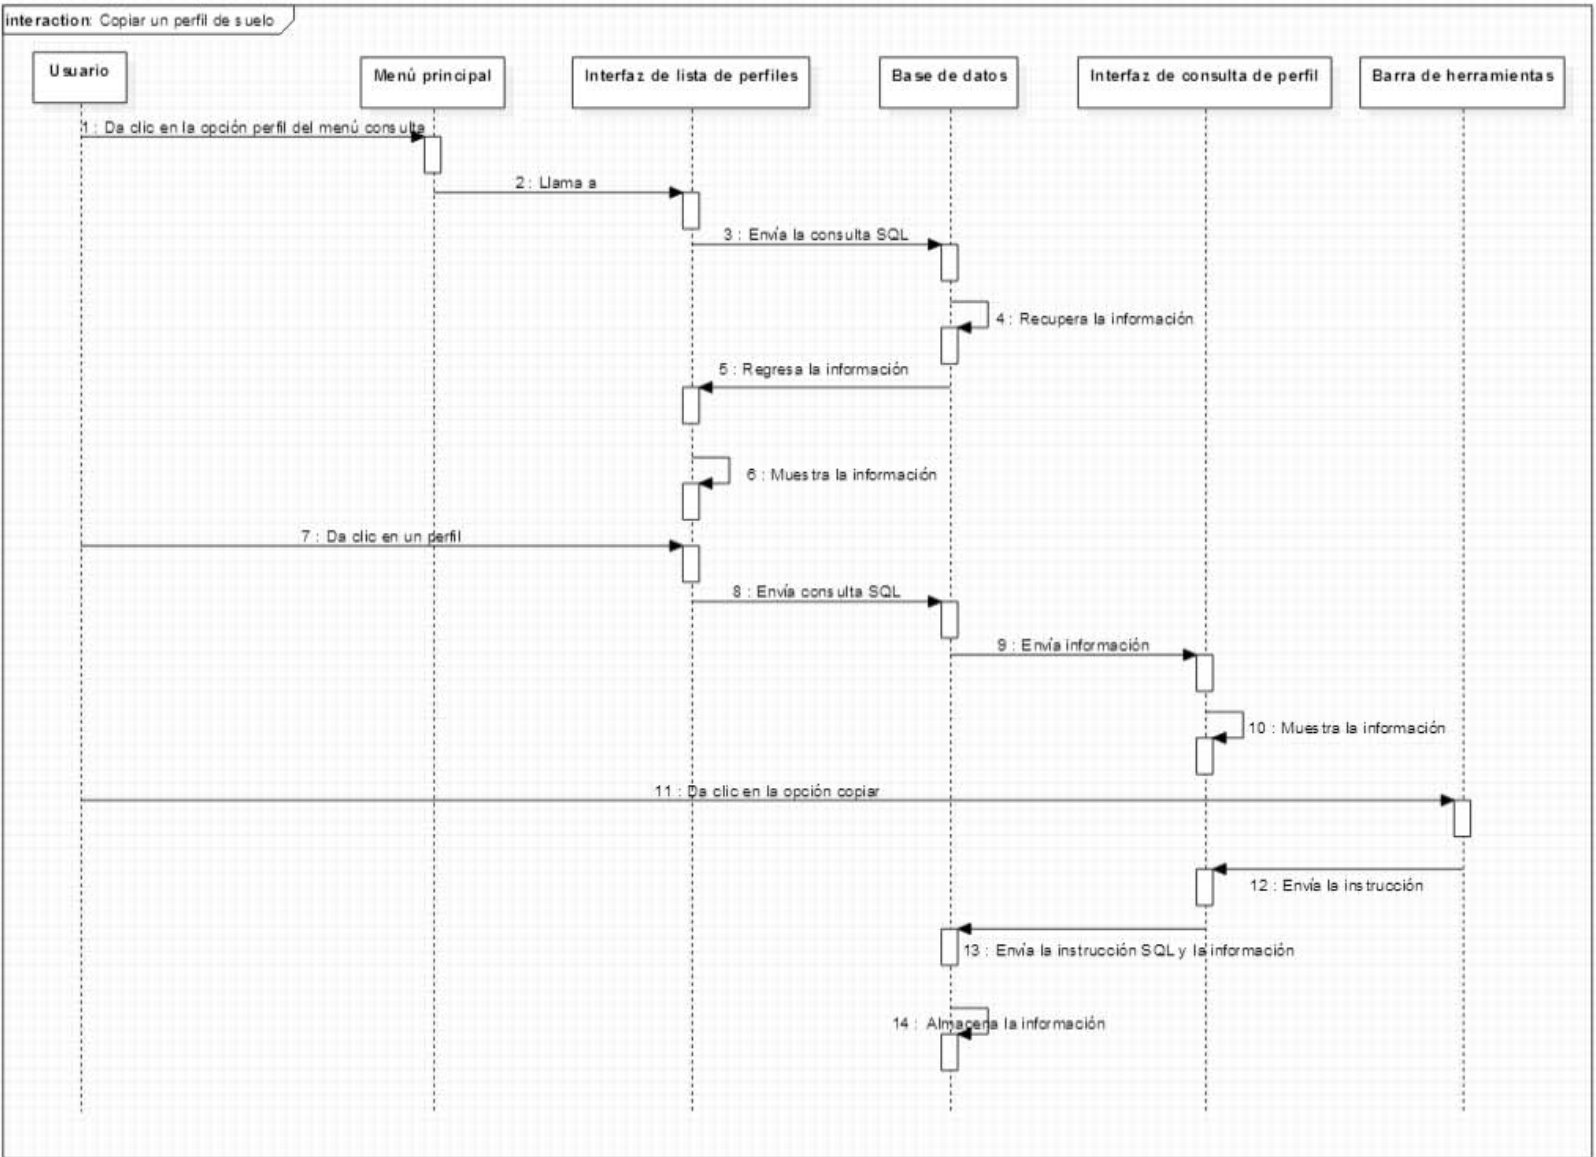 interaction: Copiar un perfil de suelo
Usuario
Menú principal
Interfaz de lista de perfiles
Base de datos
Interfaz de consulta de perfil
Barra de herramientas
1 : Da clic en la opción perfil del menú consulta
2 : Llama a
3 : Envía la consulta SQL
4 : Recupera la información
5 : Regresa la información
6 : Muestra la información
7 : Da clic en un perfil
8 : Envía consulta SQL
9 : Envía información
10 : Muestra la información
11 : Da clic en la opción copiar
12 : Envía la instrucción
13 : Envía la instrucción SQL y la información
14 : Almacena la información